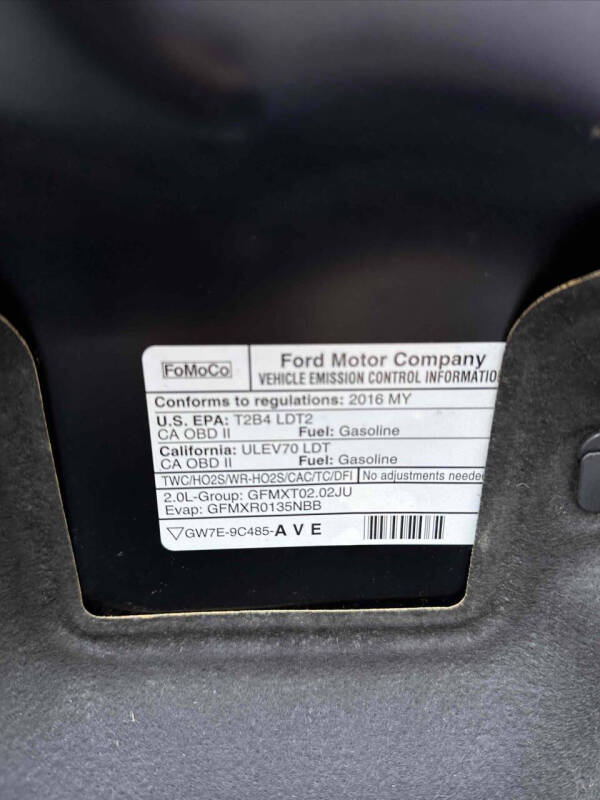 FoMoCo
Ford Motor Company
VEHICLE EMISSION CONTROL INFORMATIO
Conforms to regulations: 2016 MY
U.S. EPA: T2B4 LDT2
CA OBD II Fuel: Gasoline
California: ULEV70 LDT
CA OBD II Fuel: Gasoline
TWC/HO2S/WR-HO2S/CAC/TC/DFI No adjustments neede
2.0L-Group: GFMXT02.02JU
Evap: GFMXR0135NBB
GW7E-9C485-A V E